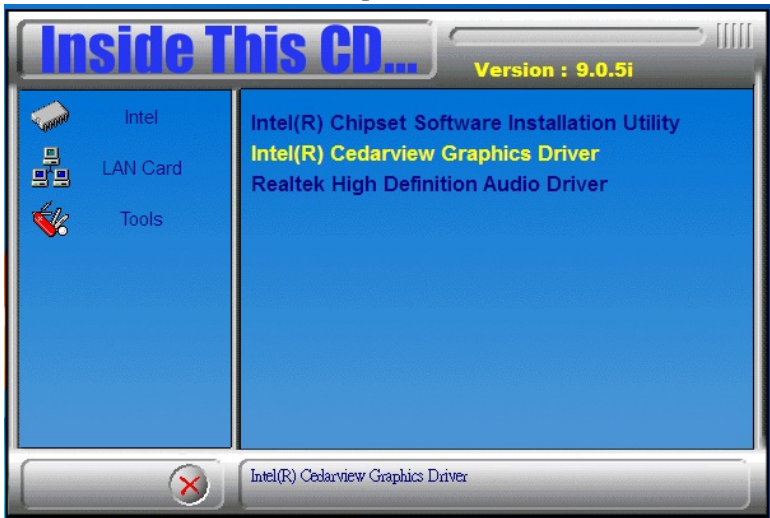 Inside This CD...
Version : 9.0.5i
Intel
LAN Card
Tools
Intel(R) Chipset Software Installation Utility
Intel(R) Cedarview Graphics Driver
Realtek High Definition Audio Driver
Intel(R) Cedarview Graphics Driver